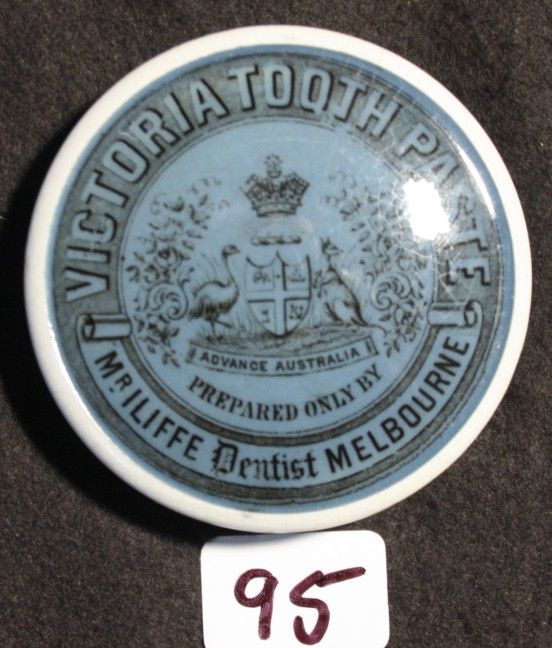 VICTORIA TOOTH PASTE
ADVANCE AUSTRALIA
PREPARED ONLY BY
MR ILIFFE Dentist MELBOURNE
95